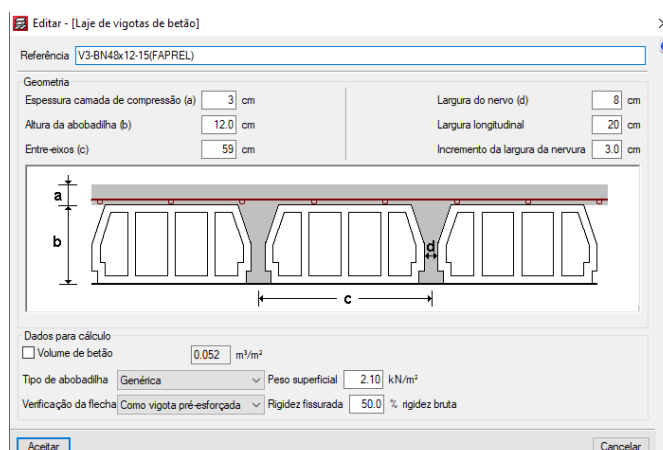 Editar - [Laje de vigotas de betão]
Referência V3-BN48x12-15(FAPREL)
Geometria
Espessura camada de compressão (a) 3 cm Largura do nervo (d) 8 cm
Altura da abobadilha (b) 12.0 cm Largura longitudinal 20 cm
Entre-eixos (c) 59 cm Incremento da largura da nervura 3.0 cm
a
b
d
c
Dados para cálculo
Volume de betão 0.052 m³/m²
Tipo de abobadilha Genérica Peso superficial 2.10 kN/m²
Verificação da flecha Como vigota pré-esforçada Rigidez fissurada 50.0 % rigidez bruta
Aceitar Cancelar